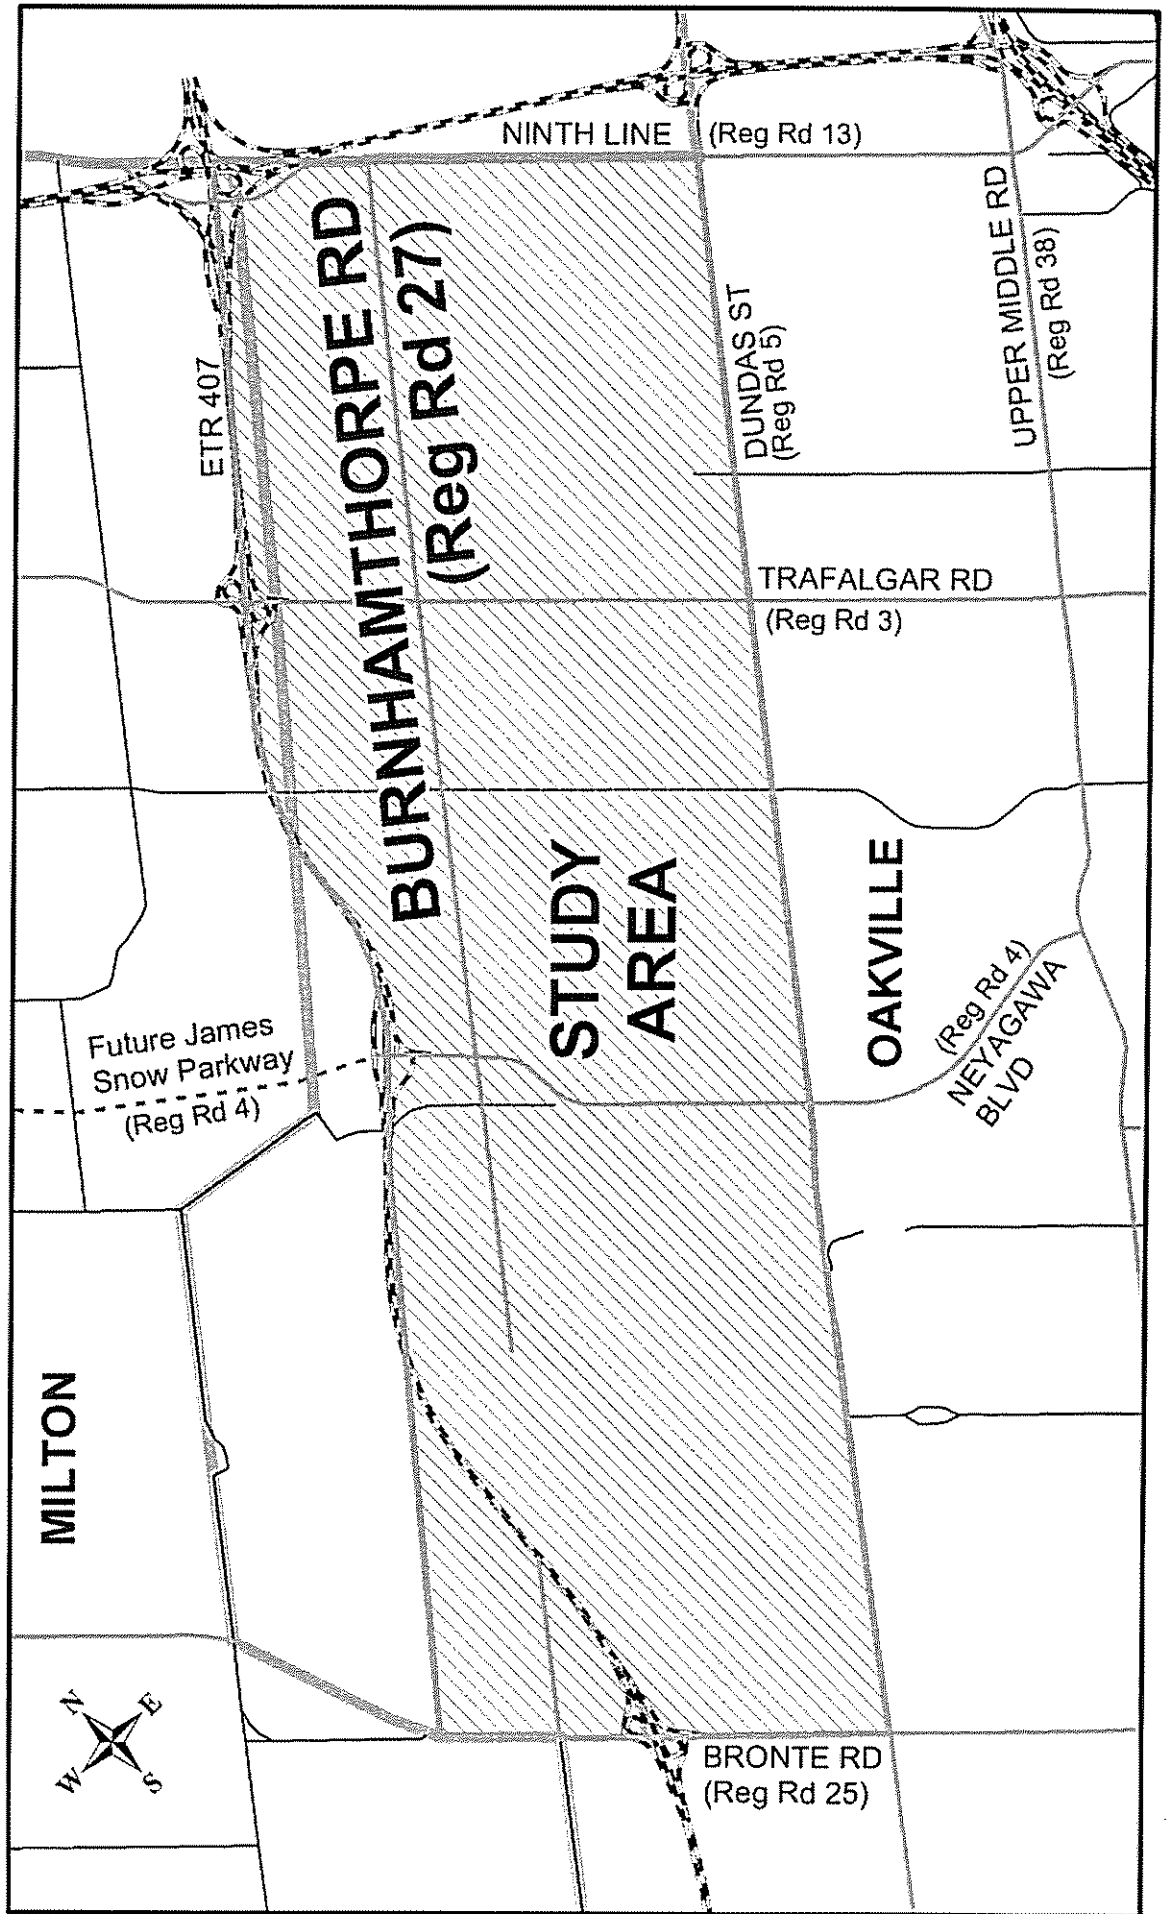 NINTH LINE (Reg Rd 13)
BURNHAMTHORPE RD
(Reg Rd 27)
ETR 407
DUNDAS ST
(Reg Rd 5)
UPPER MIDDLE RD
(Reg Rd 38)
TRAFALGAR RD
(Reg Rd 3)
STUDY
AREA
OAKVILLE
(Reg Rd 4)
NEYAGAWA
BLVD
Future James
Snow Parkway
(Reg Rd 4)
MILTON
N
E
W
S
BRONTE RD
(Reg Rd 25)